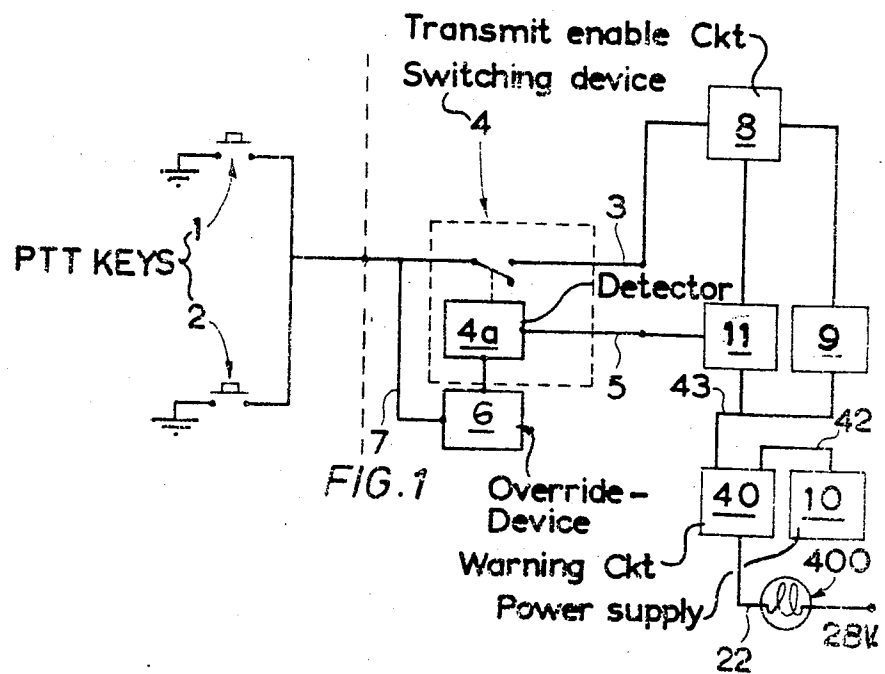 Transmit enable Ckt
Switching device
4
8
1
3
PTT KEYS
Detector
2
4a
11
9
5
43
6
42
7
FIG.1
40
10
Override-
Device
Warning Ckt
400
Power supply
28V
22